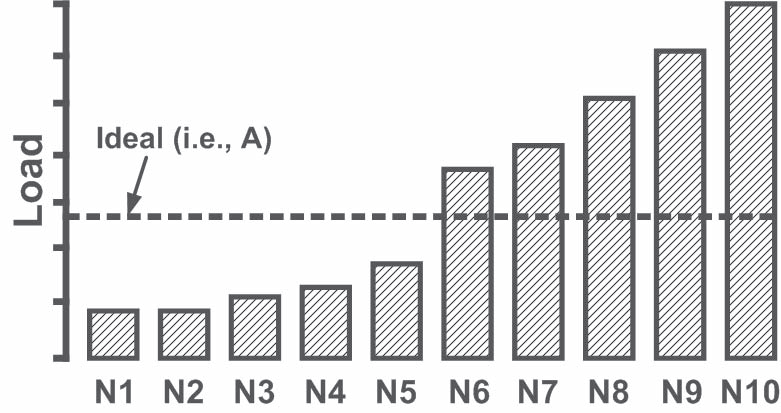 Load
Ideal (i.e., A)
N1 N2 N3 N4 N5 N6 N7 N8 N9 N10